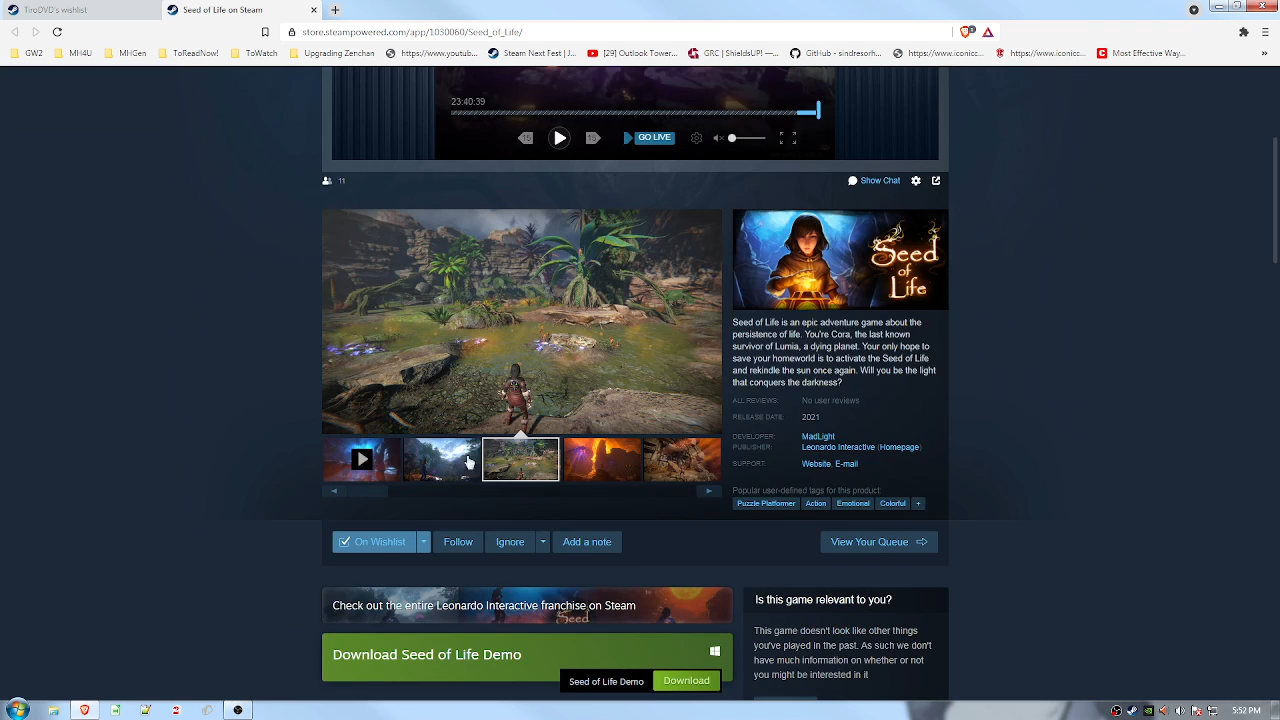 TiroDVD's wishlist
Seed of Life on Steam
store.steampowered.com/app/1030060/Seed_of_Life/
GW2
MH4U
MHGen
ToReadNow!
ToWatch
Upgrading Zenchan
https://www.youtub...
Steam Next Fest | J...
[29] Outlook Tower...
GRC | ShieldsUP! —...
GitHub - sindresorh...
https://www.iconicc...
https://www.iconicc...
Most Effective Way...
23:40:39
15
15
GO LIVE
11
Show Chat
Seed of Life
Seed of Life is an epic adventure game about the
persistence of life. You're Cora, the last known
survivor of Lumia, a dying planet. Your only hope to
save your homeworld is to activate the Seed of Life
and rekindle the sun once again. Will you be the light
that conquers the darkness?
ALL REVIEWS: No user reviews
RELEASE DATE: 2021
DEVELOPER: MadLight
PUBLISHER: Leonardo Interactive (Homepage)
SUPPORT: Website, E-mail
Popular user-defined tags for this product:
Puzzle Platformer Action Emotional Colorful +
On Wishlist
Follow
Ignore
Add a note
View Your Queue
Check out the entire Leonardo Interactive franchise on Steam
Seed
Is this game relevant to you?
This game doesn't look like other things
you've played in the past. As such we don't
have much information on whether or not
you might be interested in it
Download Seed of Life Demo
Seed of Life Demo
Download
5:52 PM